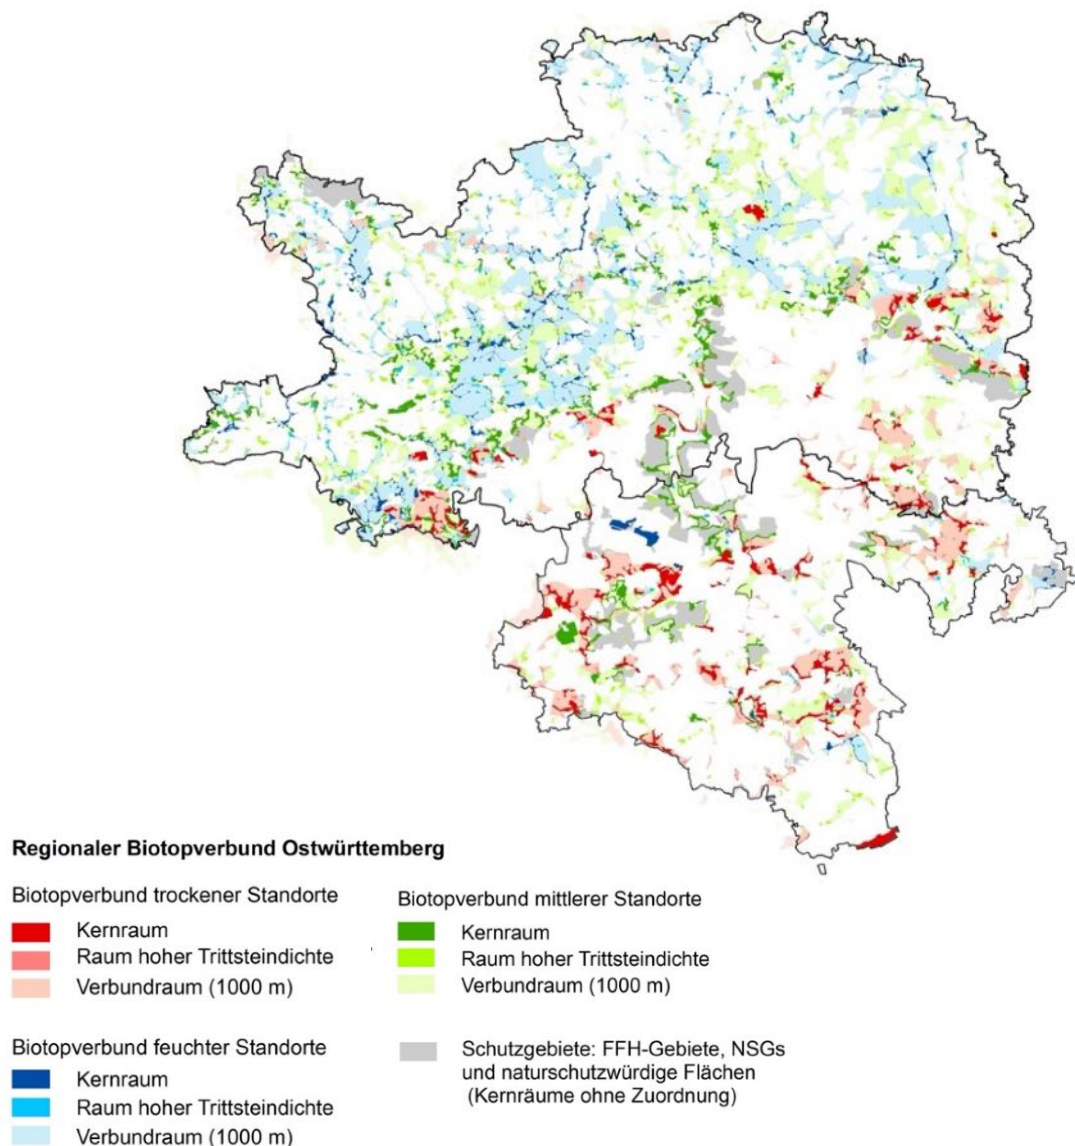 Regionaler Biotopverbund Ostwürttemberg
Biotopverbund trockener Standorte
Kernraum
Raum hoher Trittsteindichte
Verbundraum (1000 m)
Biotopverbund feuchter Standorte
Kernraum
Raum hoher Trittsteindichte
Verbundraum (1000 m)
Biotopverbund mittlerer Standorte
Kernraum
Raum hoher Trittsteindichte
Verbundraum (1000 m)
Schutzgebiete: FFH-Gebiete, NSGs
und naturschutzwürdige Flächen
(Kernräume ohne Zuordnung)